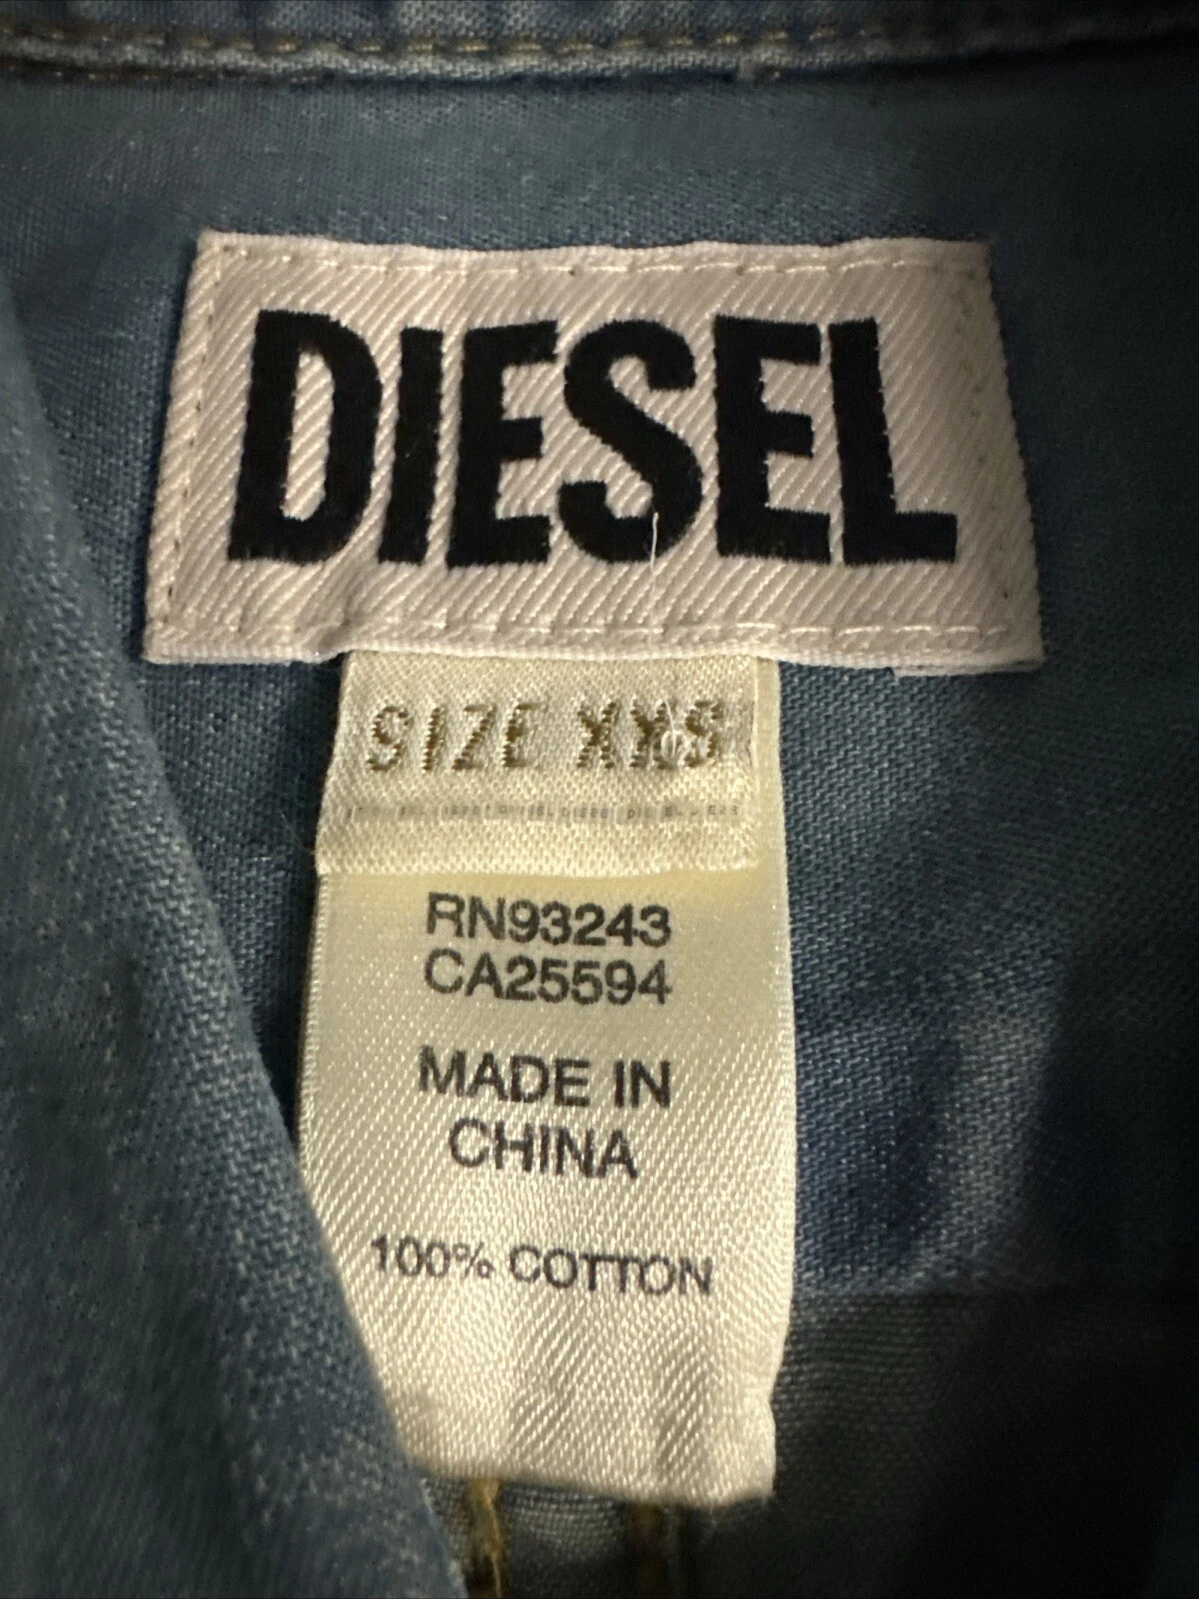 DIESEL
SIZE XXS
RN93243
CA25594
MADE IN
CHINA
100% COTTON